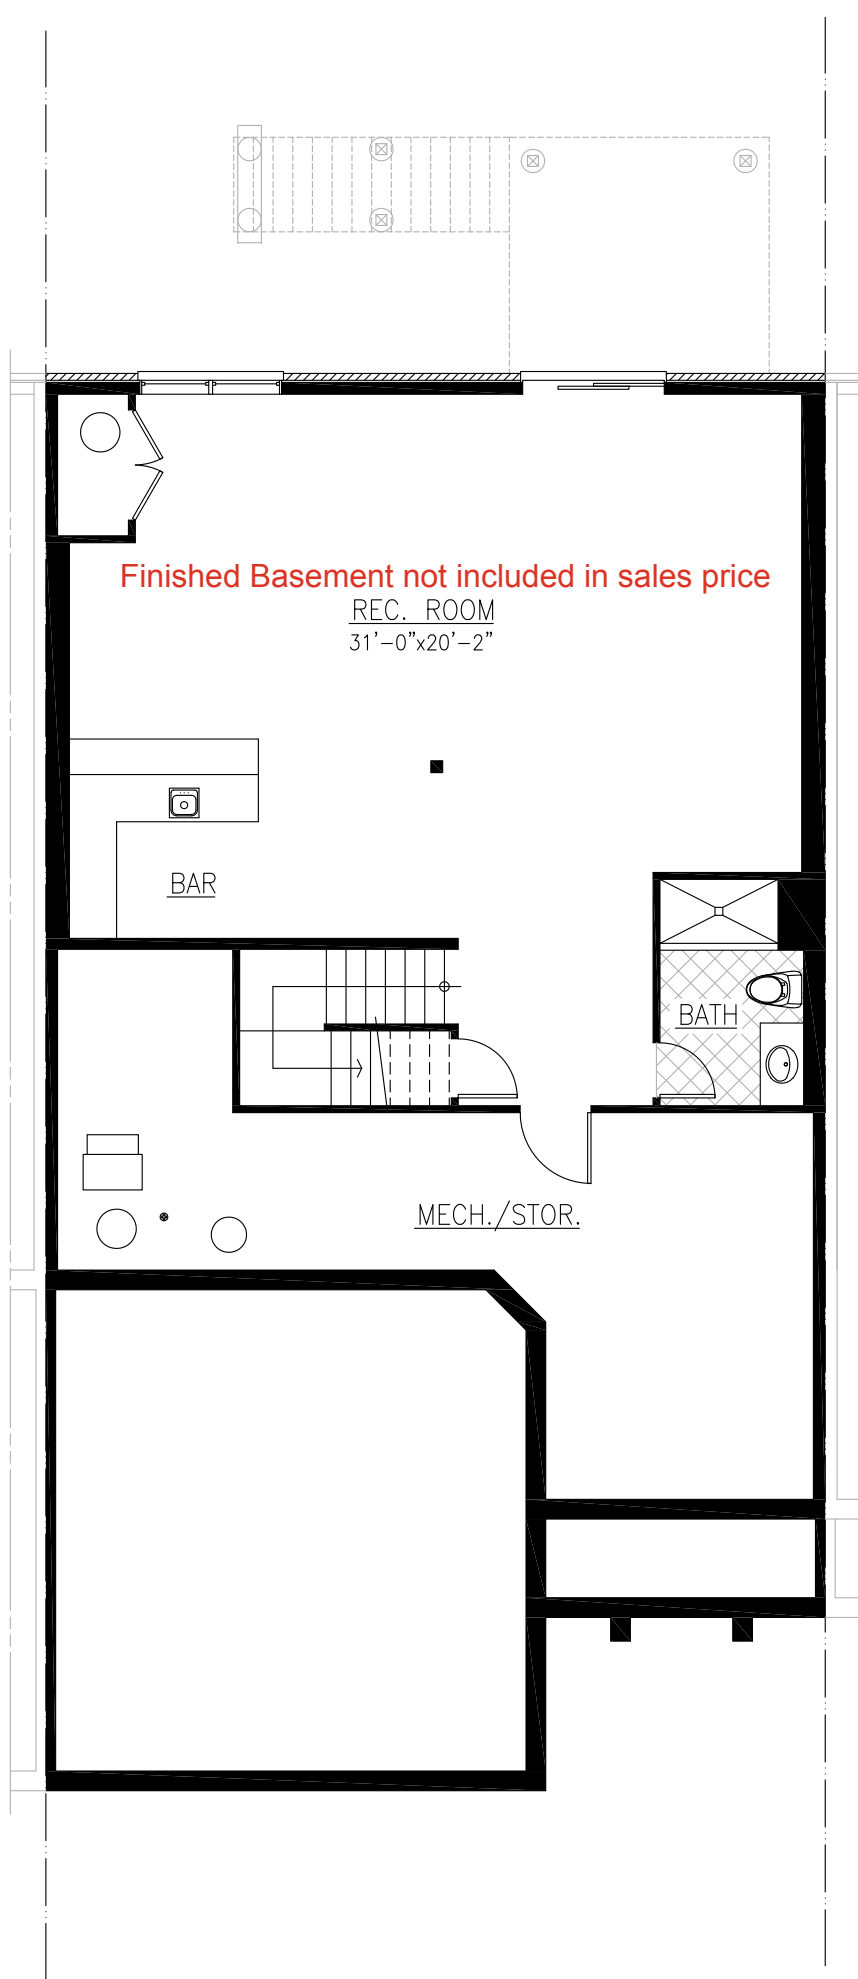 Finished Basement not included in sales price
REC. ROOM
31'-0"x20'-2"
BAR
BATH
MECH./STOR.